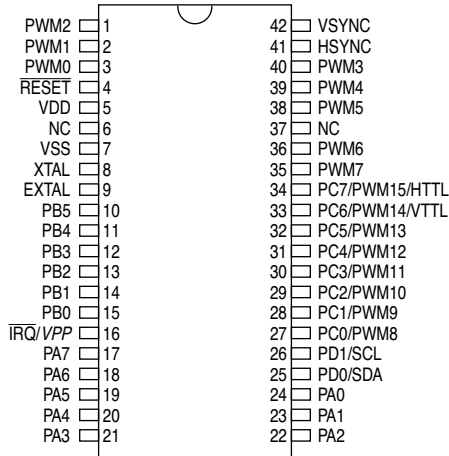 PWM2 1 42 VSYNC
PWM1 2 41 HSYNC
PWM0 3 40 PWM3
RESET 4 39 PWM4
VDD 5 38 PWM5
NC 6 37 NC
VSS 7 36 PWM6
XTAL 8 35 PWM7
EXTAL 9 34 PC7/PWM15/HTTL
PB5 10 33 PC6/PWM14/VTTL
PB4 11 32 PC5/PWM13
PB3 12 31 PC4/PWM12
PB2 13 30 PC3/PWM11
PB1 14 29 PC2/PWM10
PB0 15 28 PC1/PWM9
IRQ/VPP 16 27 PC0/PWM8
PA7 17 26 PD1/SCL
PA6 18 25 PD0/SDA
PA5 19 24 PA0
PA4 20 23 PA1
PA3 21 22 PA2